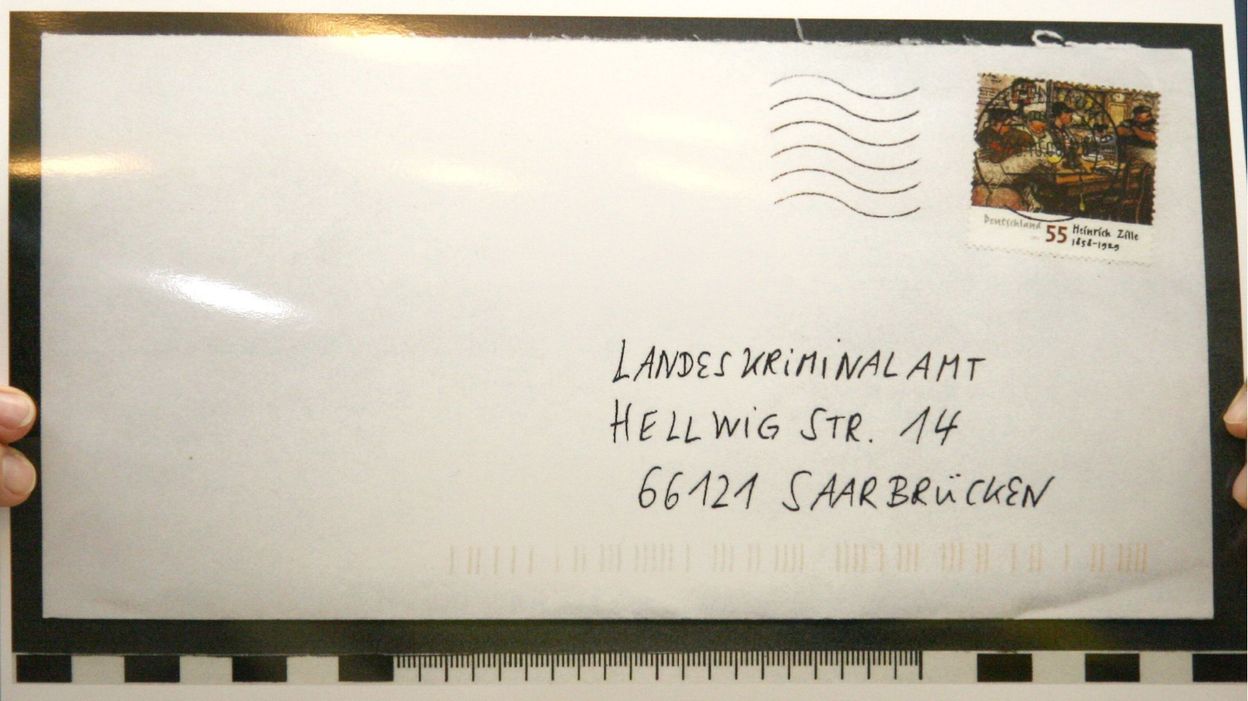 Deutschland 55 Heinrich Zille
1858-1929
LANDESKRIMINALAMT
HELLWIG STR. 14
66121 SAARBRÜCKEN